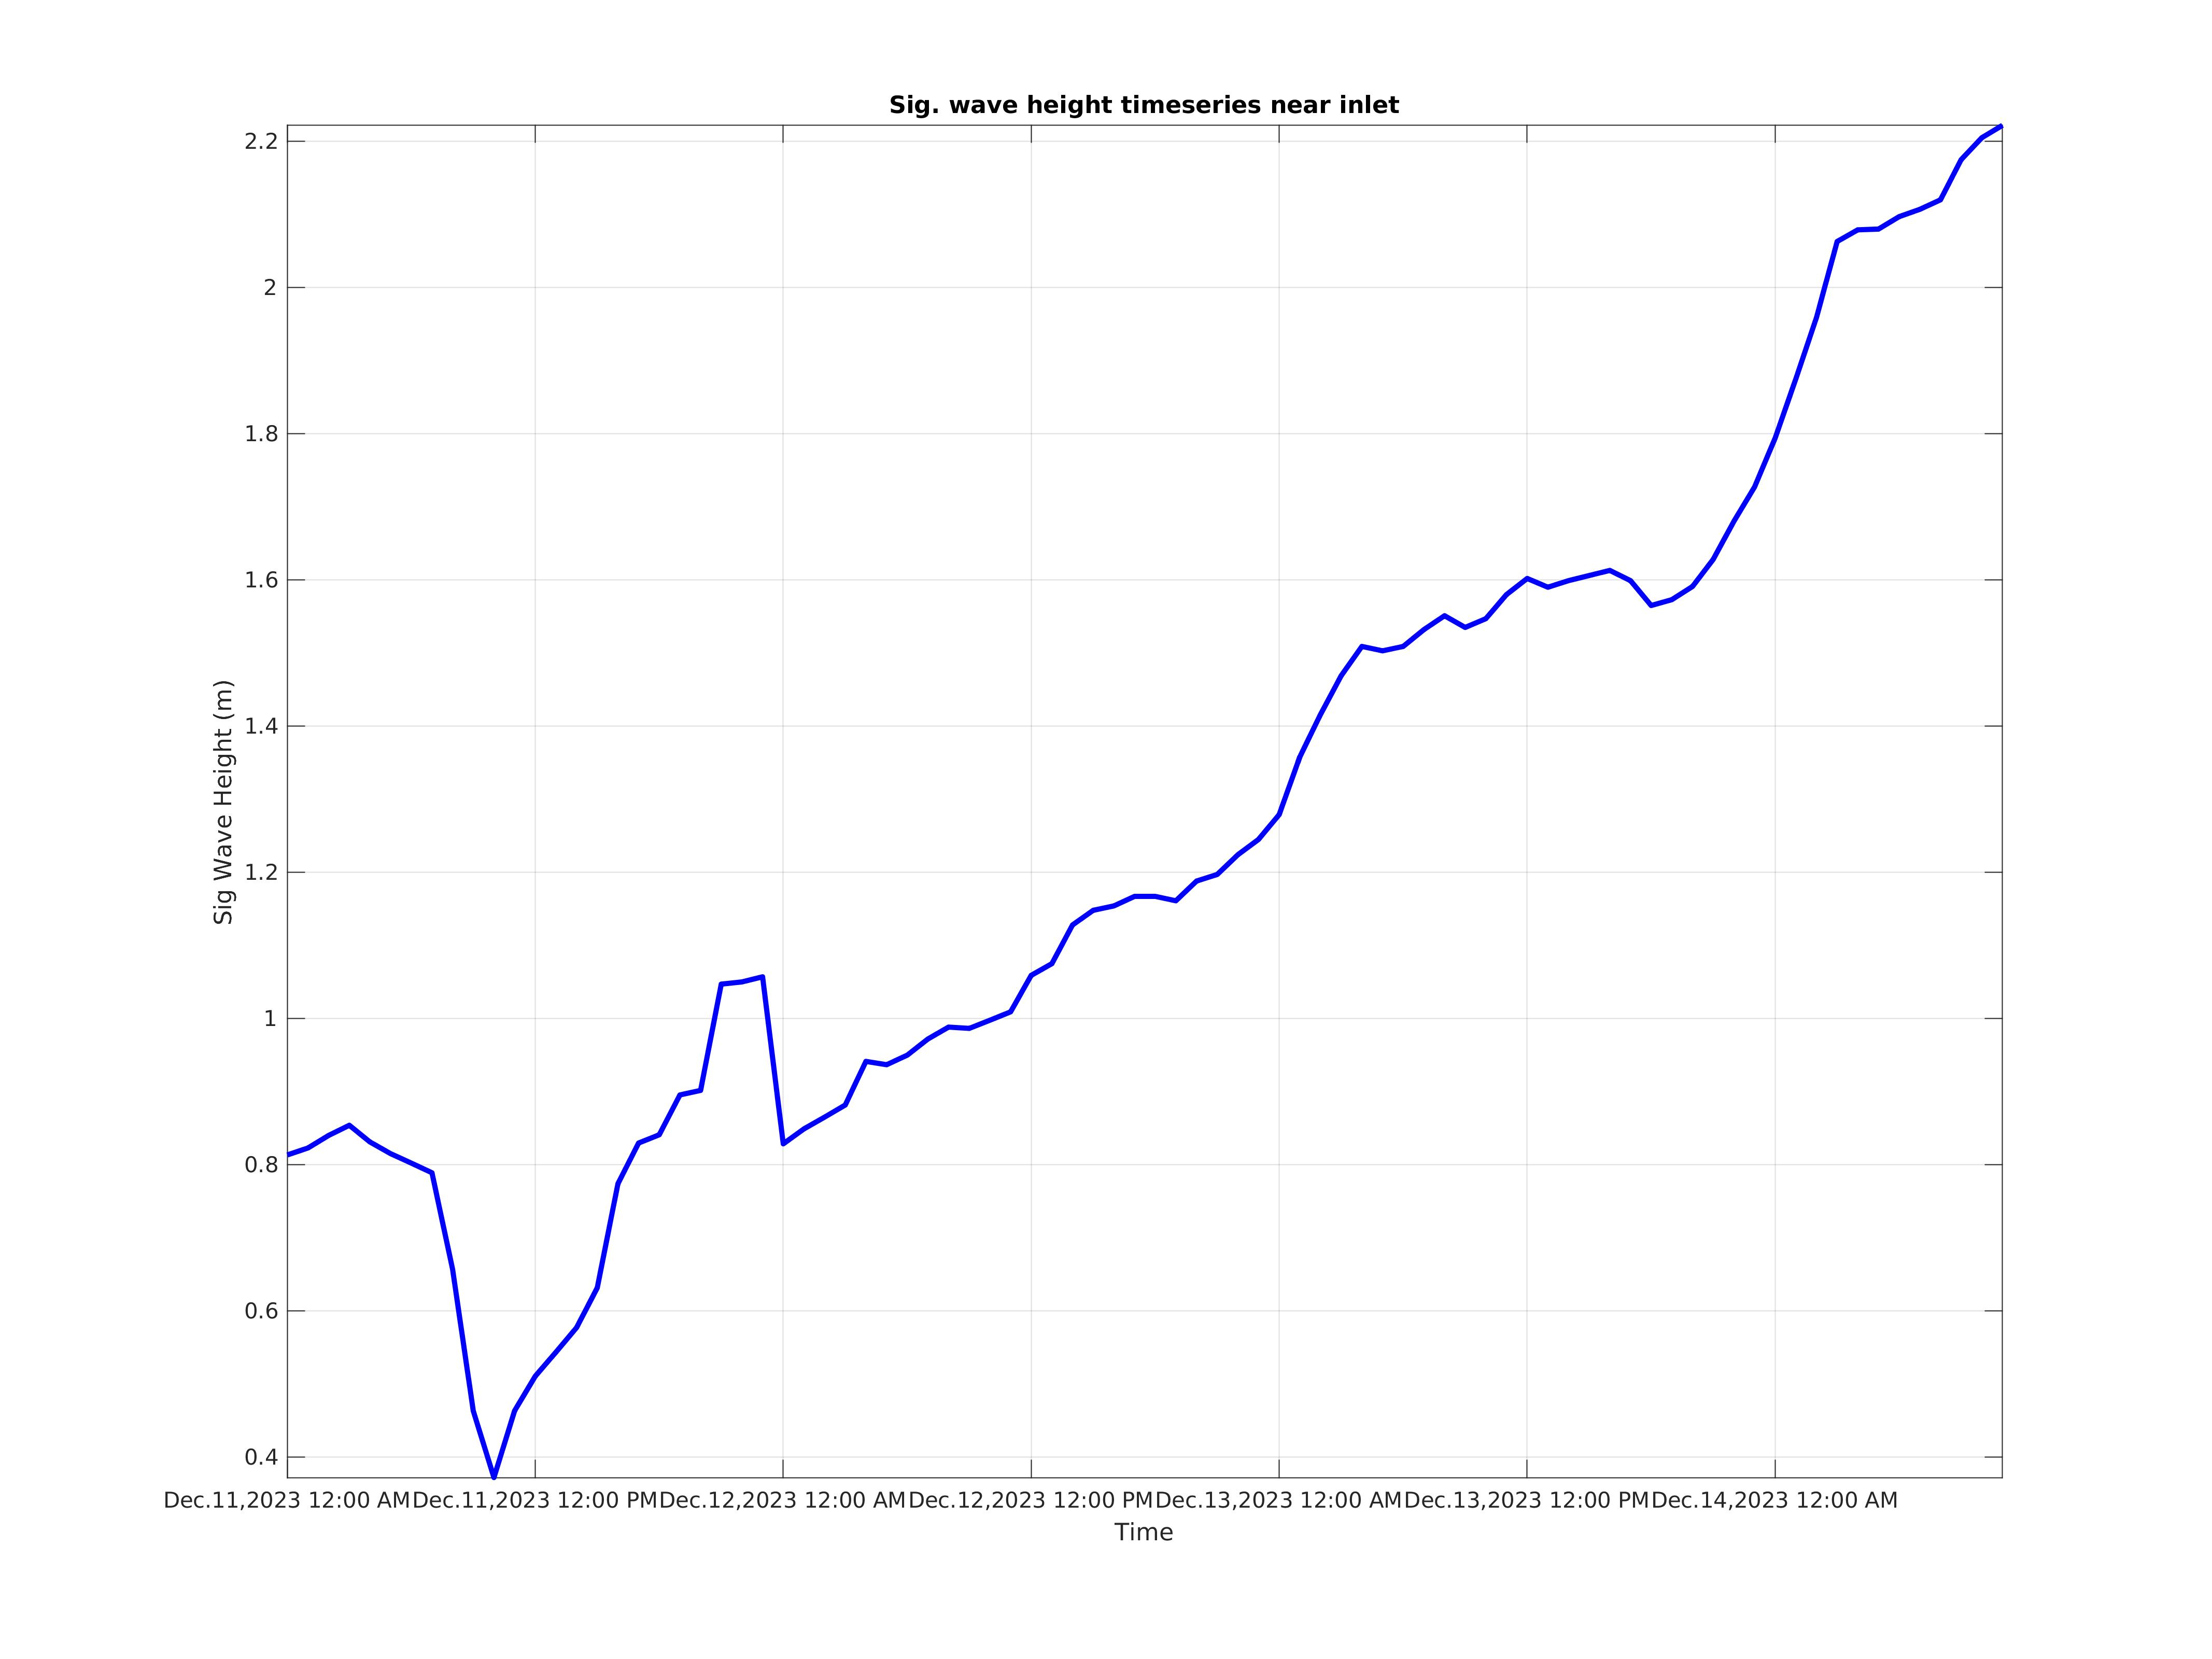 Sig. wave height timeseries near inlet
2.2
2
1.8
1.6
1.4
1.2
1
0.8
0.6
0.4
Sig Wave Height (m)
Dec.11,2023 12:00 AM Dec.11,2023 12:00 PM Dec.12,2023 12:00 AM Dec.12,2023 12:00 PM Dec.13,2023 12:00 AM Dec.13,2023 12:00 PM Dec.14,2023 12:00 AM
Time